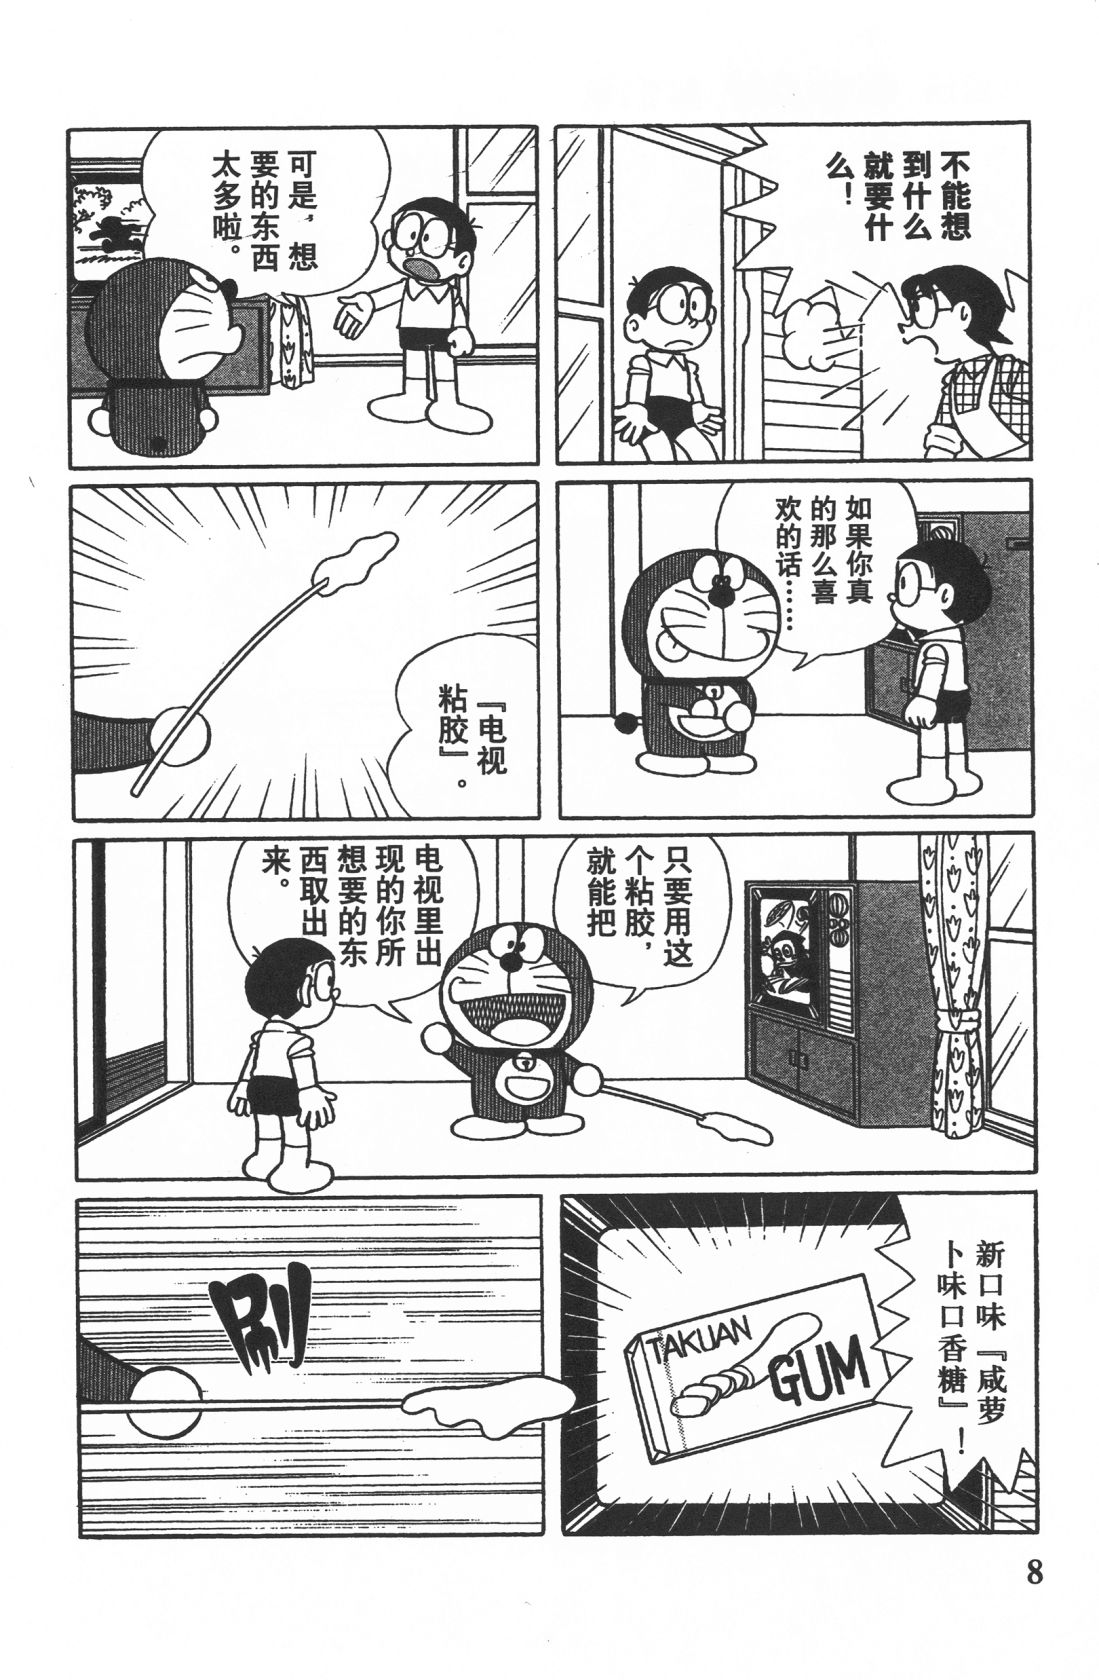 不能想
到什么
就要什
么！
可是，想
要的东西
太多啦。
如果你真
的那么喜
欢的话……
『电视
粘胶』。
只要用这
个粘胶，
就能把
电视里出
现的你所
想要的东
西取出
来。
新口味『咸萝
卜味口香糖』！
TAKUAN
GUM
刷
8